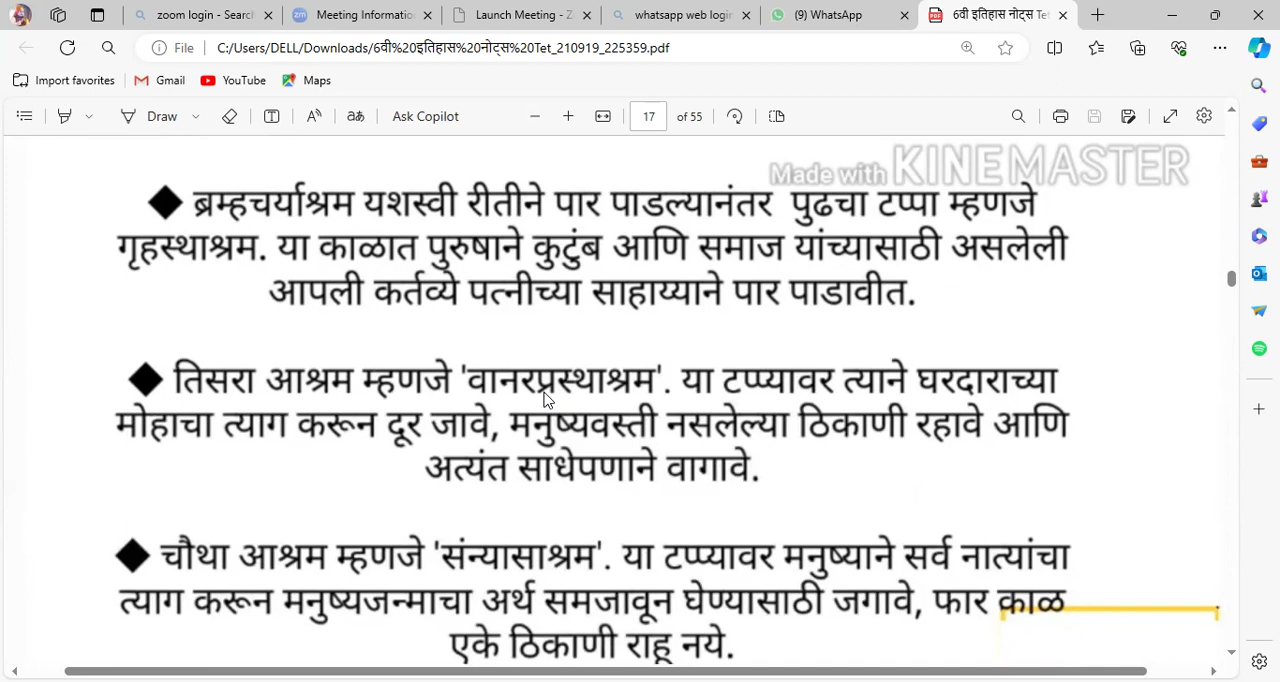 zoom login - Search
Meeting Informatio
Launch Meeting - Z
whatsapp web login
(9) WhatsApp
6वी इतिहास नोट्स Tet
File
C:/Users/DELL/Downloads/6वी%20इतिहास%20नोट्स%20Tet_210919_225359.pdf
Import favorites
Gmail
YouTube
Maps
Draw
Ask Copilot
17
of 55
Made with KINEMASTER
◆ ब्रम्हचर्याश्रम यशस्वी रीतीने पार पाडल्यानंतर पुढचा टप्पा म्हणजे
गृहस्थाश्रम. या काळात पुरुषाने कुटुंब आणि समाज यांच्यासाठी असलेली
आपली कर्तव्ये पत्नीच्या साहाय्याने पार पाडावीत.
◆ तिसरा आश्रम म्हणजे 'वानरप्रस्थाश्रम'. या टप्प्यावर त्याने घरदाराच्या
मोहाचा त्याग करून दूर जावे, मनुष्यवस्ती नसलेल्या ठिकाणी रहावे आणि
अत्यंत साधेपणाने वागावे.
◆ चौथा आश्रम म्हणजे 'संन्यासाश्रम'. या टप्प्यावर मनुष्याने सर्व नात्यांचा
त्याग करून मनुष्यजन्माचा अर्थ समजावून घेण्यासाठी जगावे, फार काळ
एके ठिकाणी राहू नये.